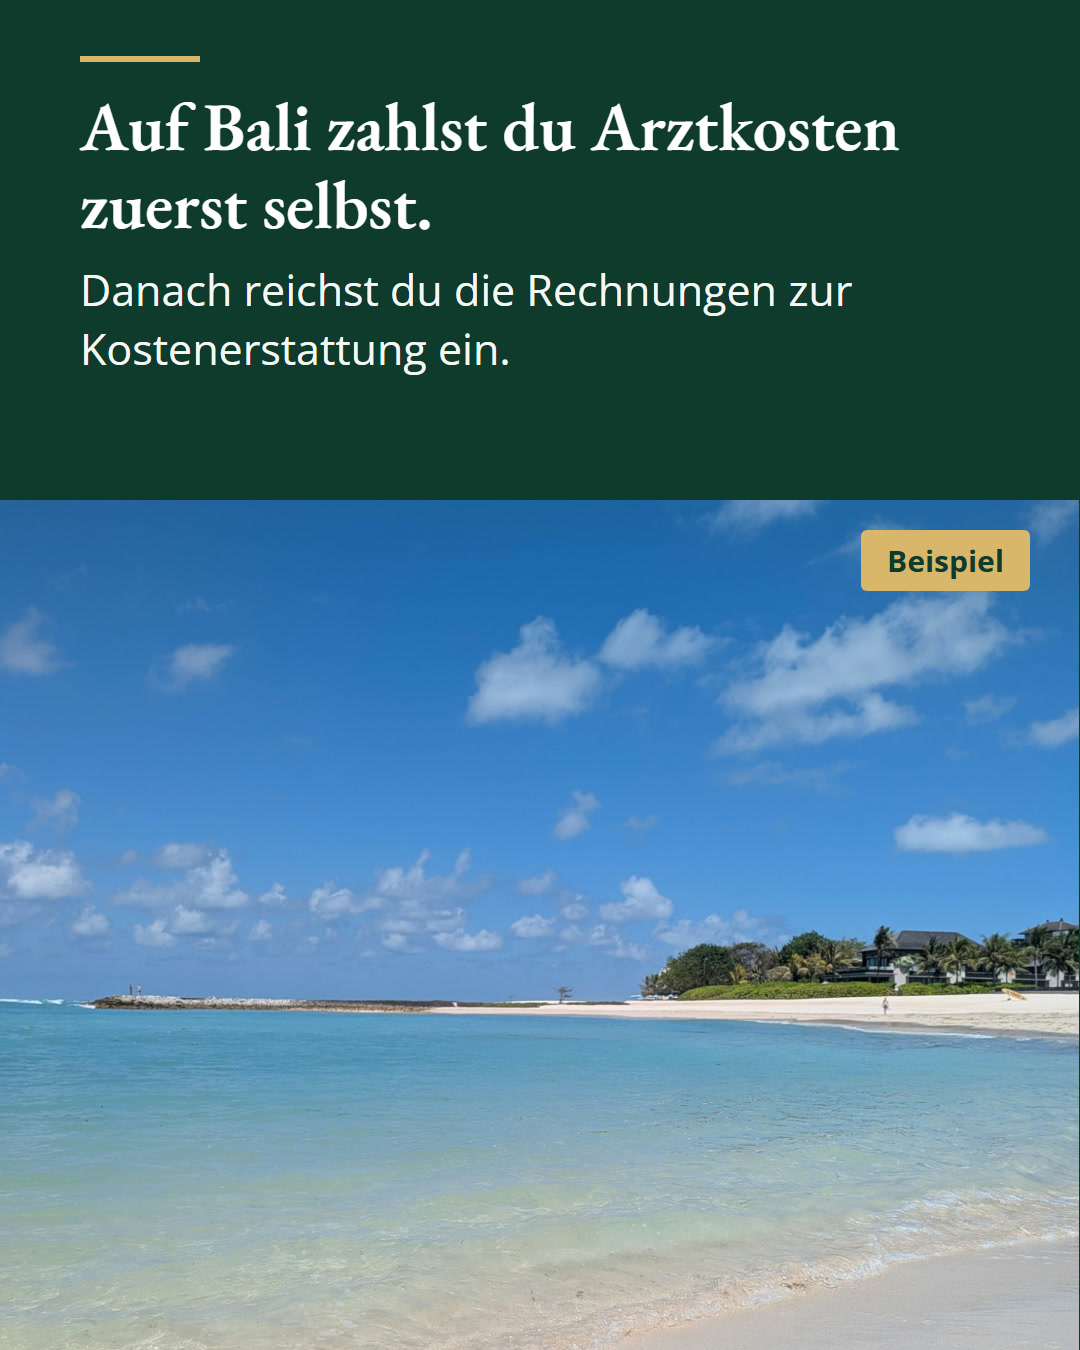 Auf Bali zahlst du Arztkosten
zuerst selbst.
Danach reichst du die Rechnungen zur
Kostenerstattung ein.
Beispiel